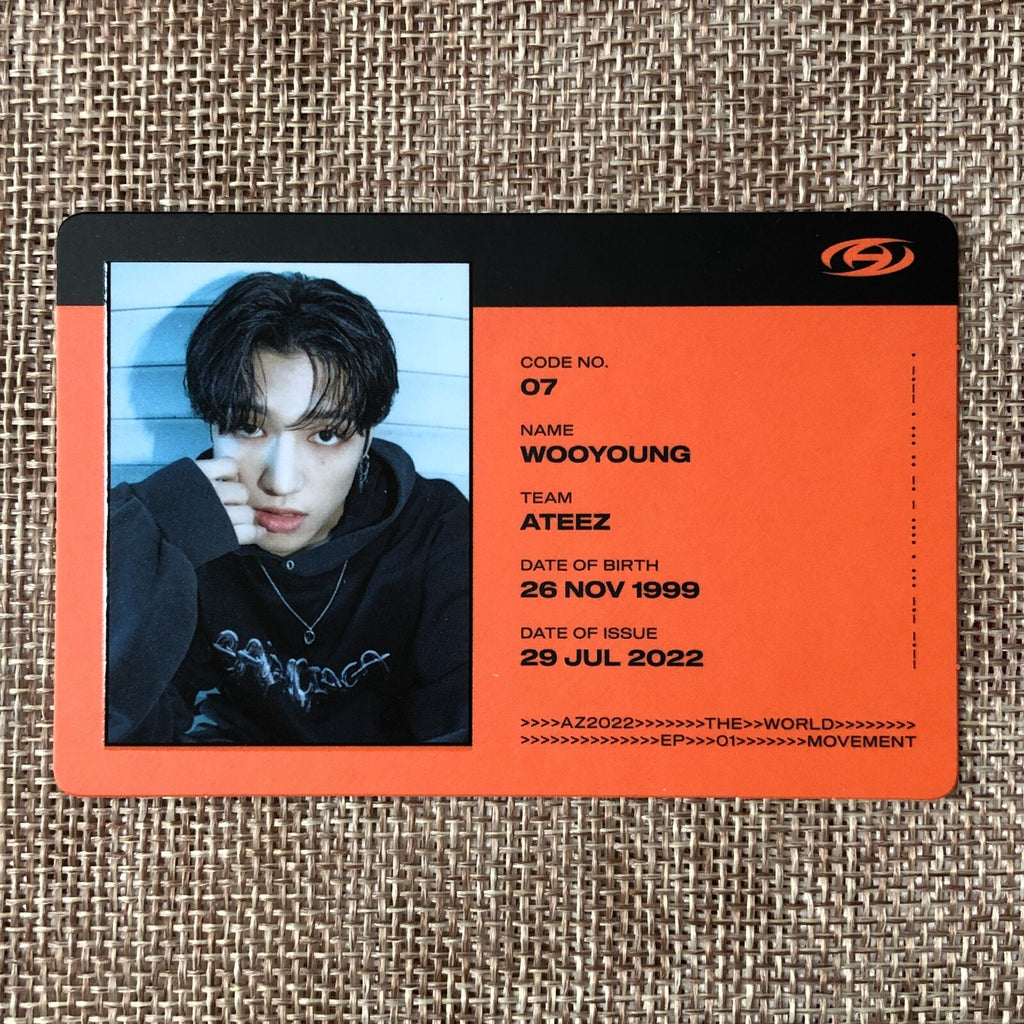 CODE NO.
07
NAME
WOOYOUNG
TEAM
ATEEZ
DATE OF BIRTH
26 NOV 1999
DATE OF ISSUE
29 JUL 2022
>>>>AZ2022>>>>>>>THE>>WORLD>>>>>>>>
>>>>>>>>>>>>>>EP>>>01>>>>>>>MOVEMENT